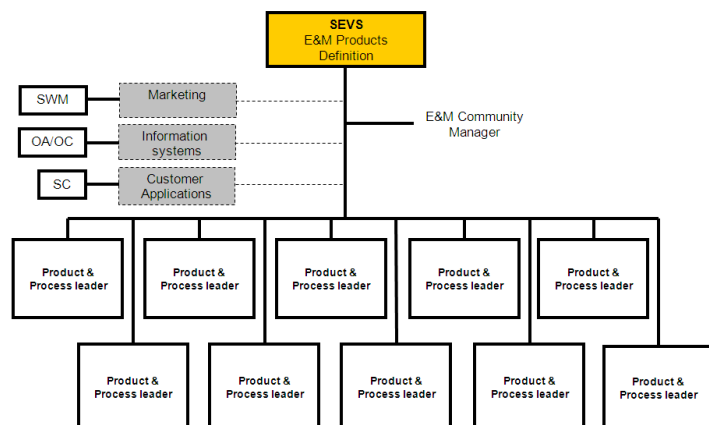 SEVS
E&M Products
Definition
SWM
Marketing
E&M Community
Manager
OA/OC
Information
systems
SC
Customer
Applications
Product &
Process leader
Product &
Process leader
Product &
Process leader
Product &
Process leader
Product &
Process leader
Product &
Process leader
Product &
Process leader
Product &
Process leader
Product &
Process leader
Product &
Process leader